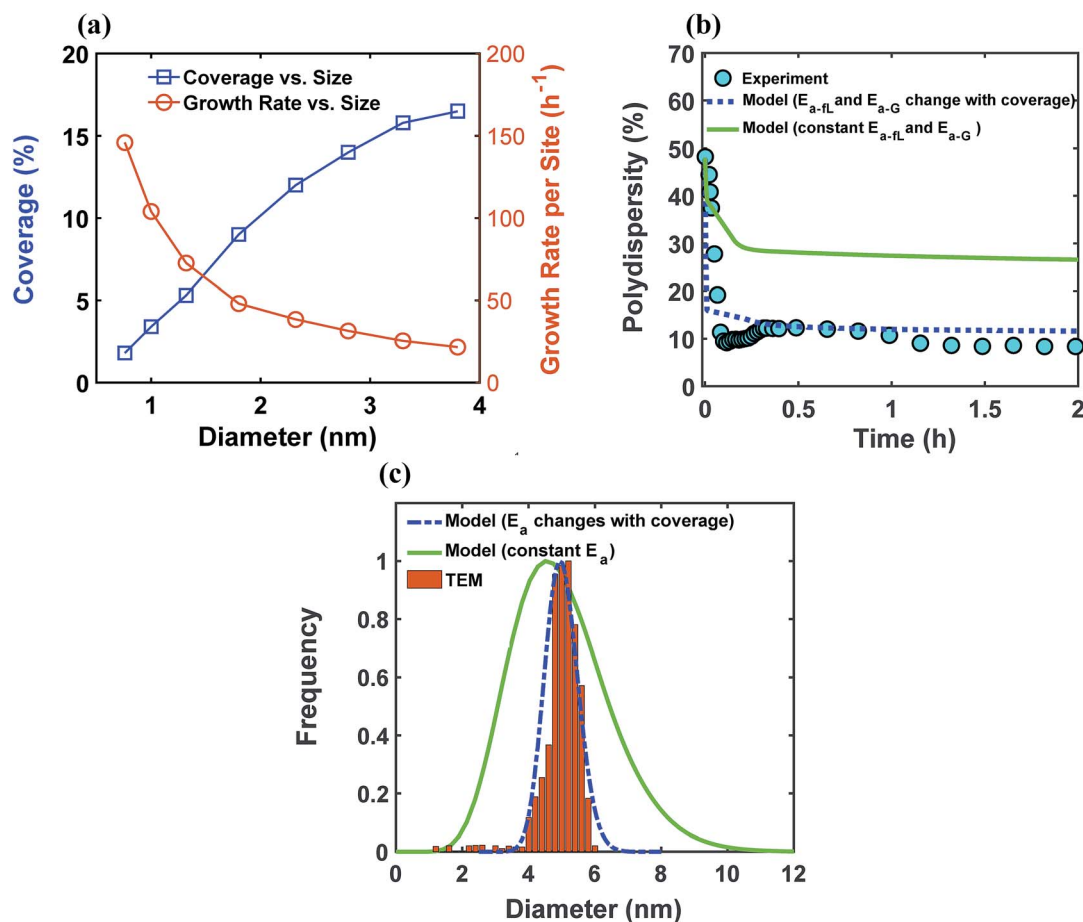 (a)
Coverage (%)
20
15
10
5
0
Coverage vs. Size
Growth Rate vs. Size
200
150
100
50
0
Growth Rate per Site (h⁻¹)
1
2
3
4
Diameter (nm)
(b)
Polydispersity (%)
70
60
50
40
30
20
10
0
Experiment
Model (Eₐ₋fL and Eₐ₋G change with coverage)
Model (constant Eₐ₋fL and Eₐ₋G )
0
0.5
1
1.5
2
Time (h)
(c)
Frequency
1
0.8
0.6
0.4
0.2
0
Model (Eₐ changes with coverage)
Model (constant Eₐ)
TEM
0
2
4
6
8
10
12
Diameter (nm)